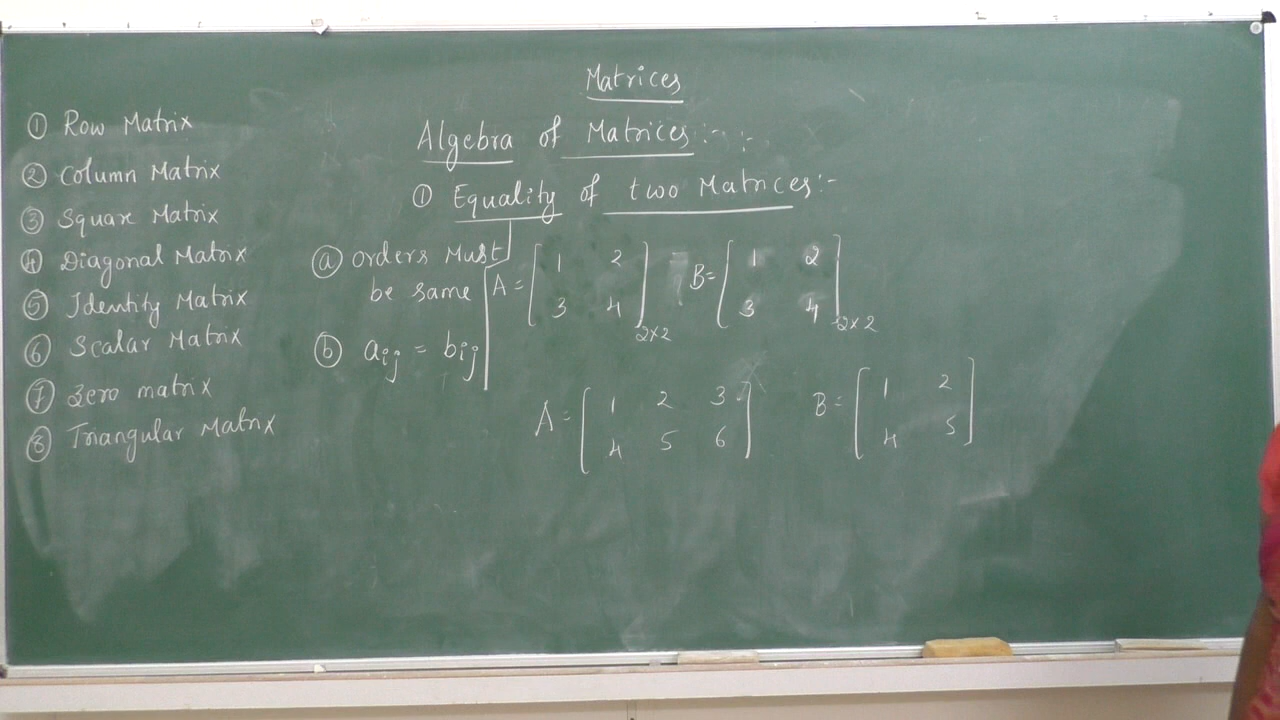 Matrices
① Row Matrix
② Column Matrix
③ Square Matrix
④ Diagonal Matrix
⑤ Identity Matrix
⑥ Scalar Matrix
⑦ Zero matrix
⑧ Triangular Matrix
Algebra of Matrices:-
① Equality of two Matrices:-
ⓐ orders Must
be same
ⓑ aij = bij
A = [ 1 2
3 4 ] 2×2
B = [ 1 2
3 4 ] 2×2
A = [ 1 2 3
4 5 6 ]
B = [ 1 2
4 5 ]